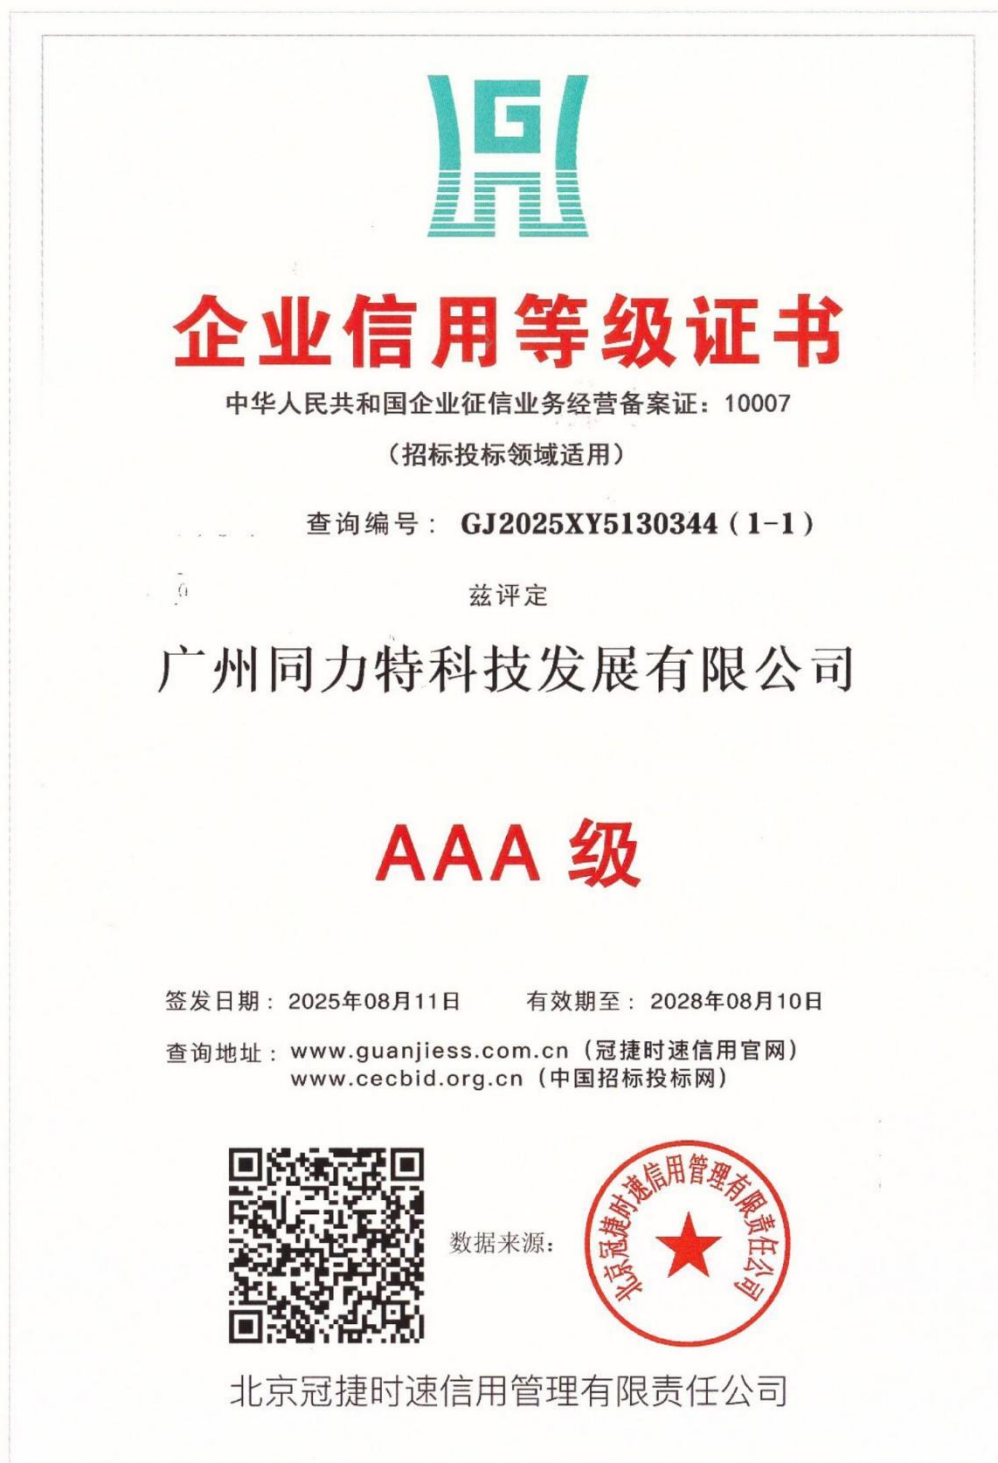 企业信用等级证书
中华人民共和国企业征信业务经营备案证：10007
（招标投标领域适用）
查询编号：GJ2025XY5130344（1-1）
兹评定
广州同力特科技发展有限公司
AAA 级
签发日期：2025年08月11日 有效期至：2028年08月10日
查询地址：www.guanjiess.com.cn（冠捷时速信用官网）
www.cecbid.org.cn（中国招标投标网）
数据来源：
北京冠捷时速信用管理有限责任公司
北京冠捷时速信用管理有限责任公司